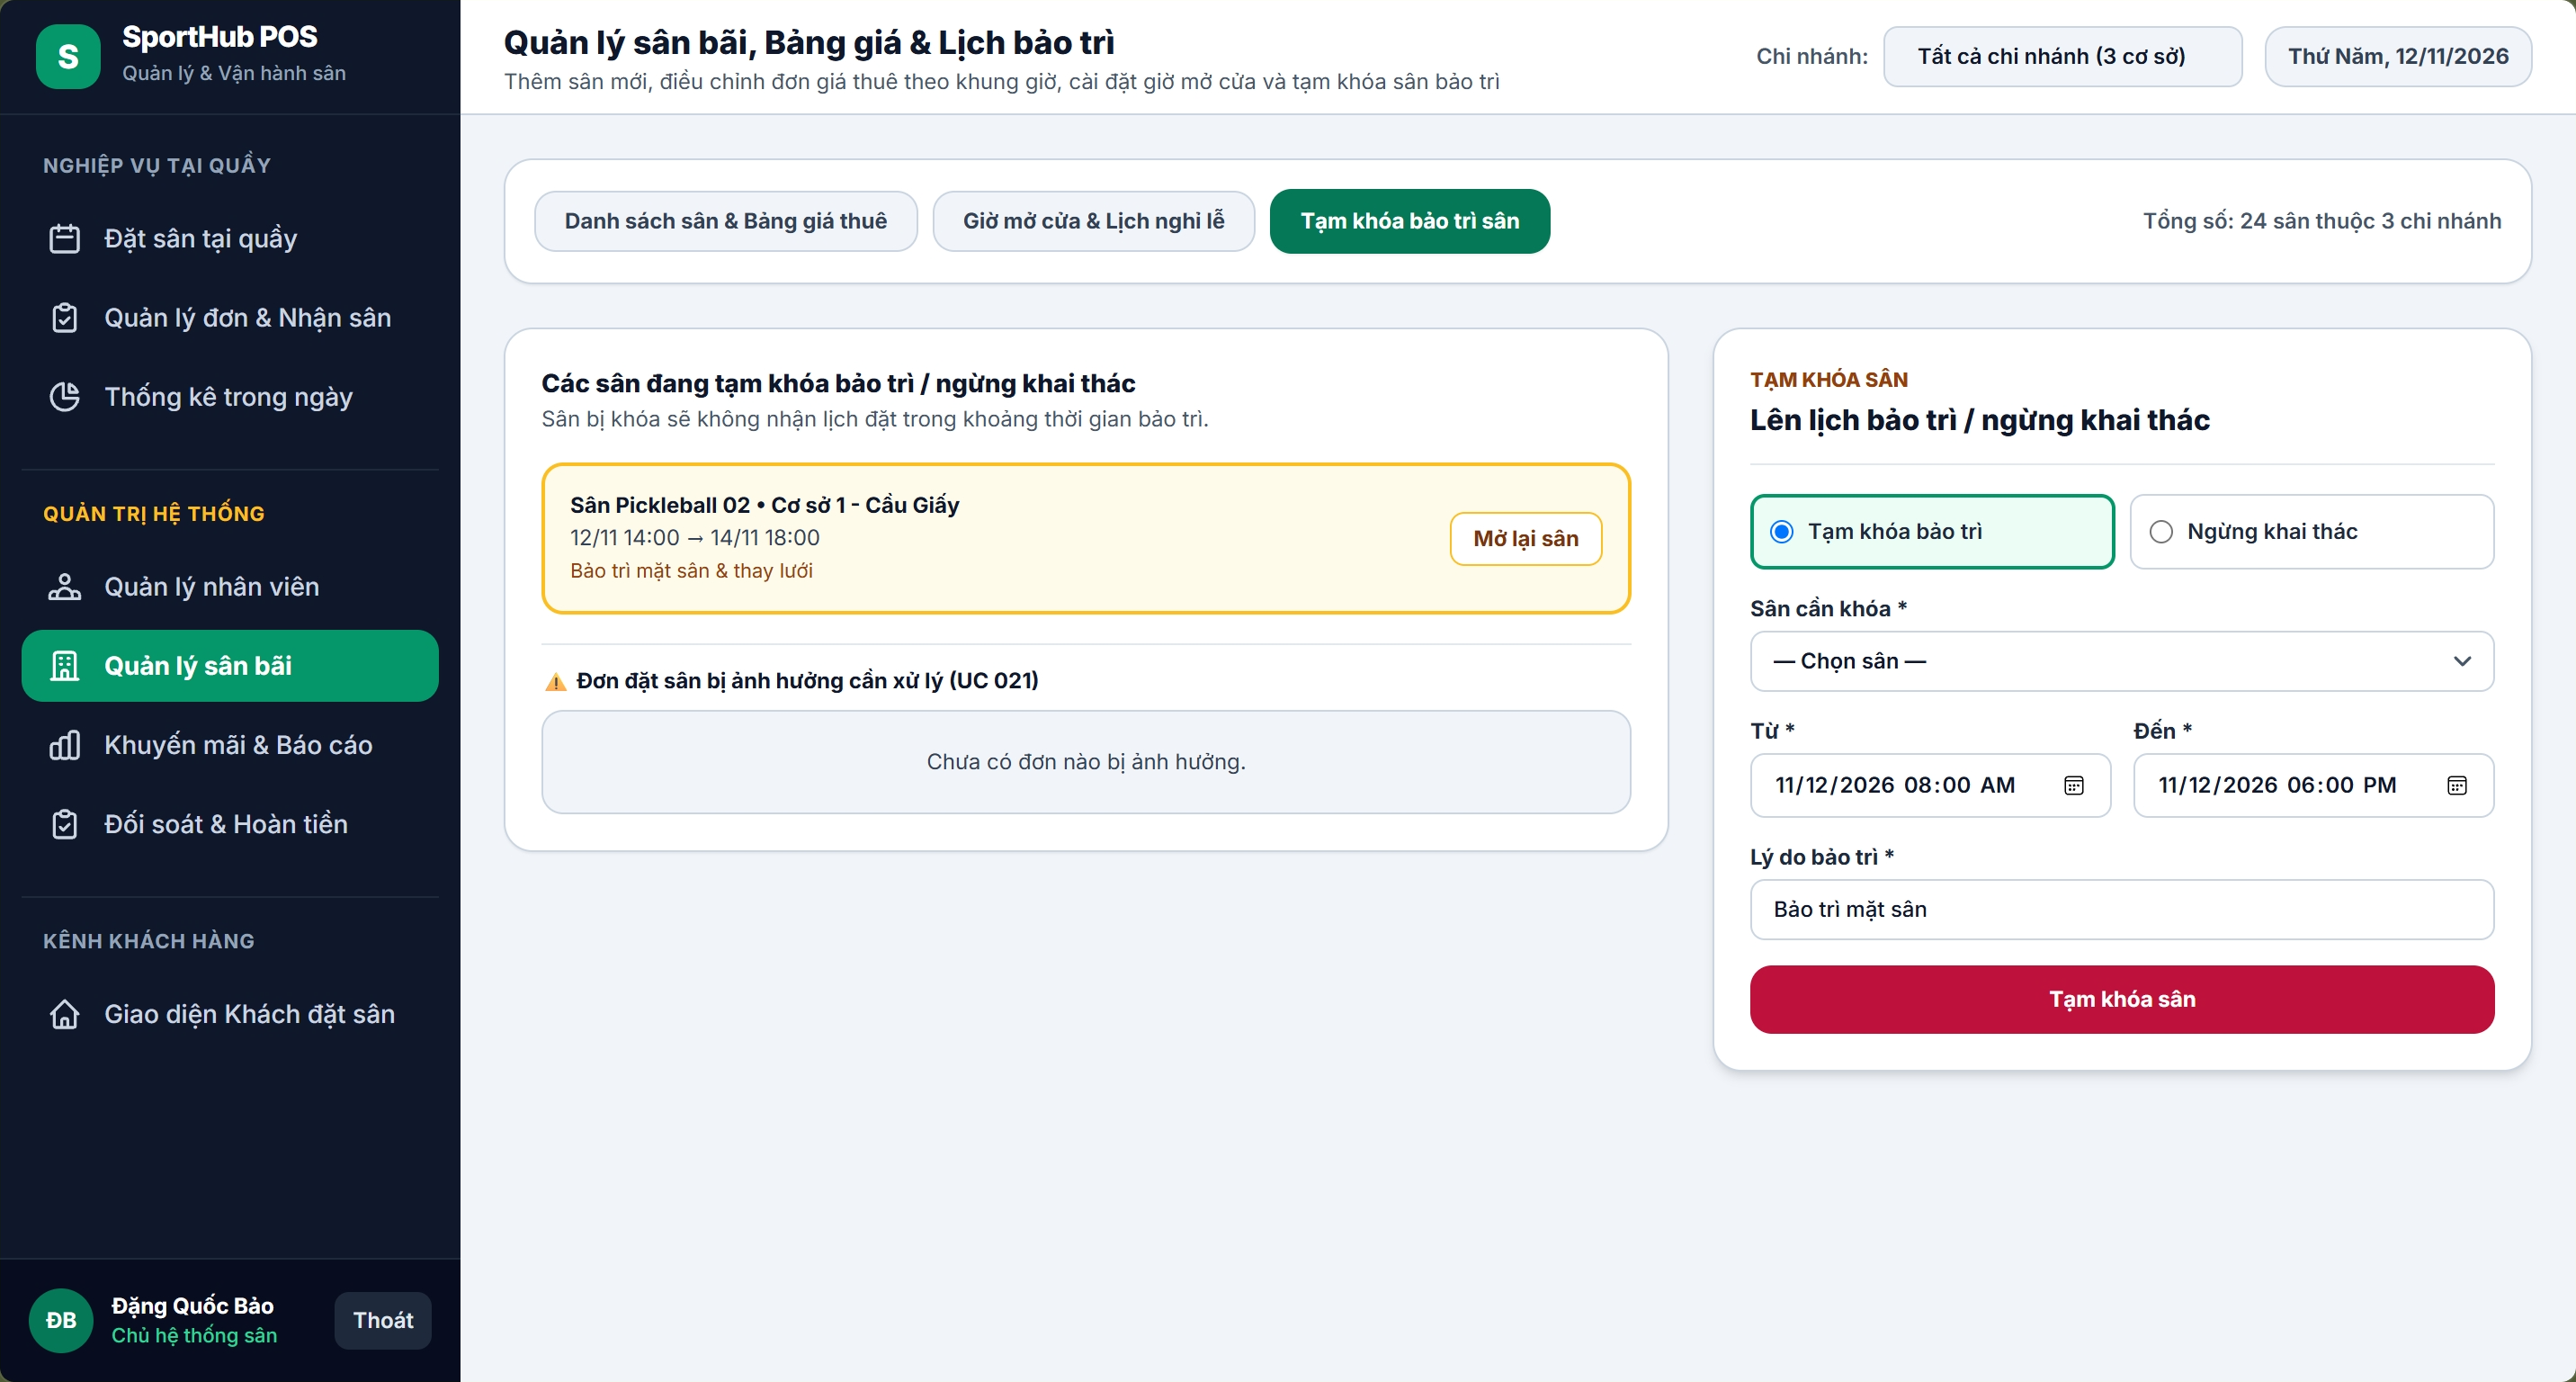 S
SportHub POS
Quản lý & Vận hành sân
NGHIỆP VỤ TẠI QUẦY
Đặt sân tại quầy
Quản lý đơn & Nhận sân
Thống kê trong ngày
QUẢN TRỊ HỆ THỐNG
Quản lý nhân viên
Quản lý sân bãi
Khuyến mãi & Báo cáo
Đối soát & Hoàn tiền
KÊNH KHÁCH HÀNG
Giao diện Khách đặt sân
ĐB
Đặng Quốc Bảo
Chủ hệ thống sân
Thoát
Quản lý sân bãi, Bảng giá & Lịch bảo trì
Thêm sân mới, điều chỉnh đơn giá thuê theo khung giờ, cài đặt giờ mở cửa và tạm khóa sân bảo trì
Chi nhánh:
Tất cả chi nhánh (3 cơ sở)
Thứ Năm, 12/11/2026
Danh sách sân & Bảng giá thuê
Giờ mở cửa & Lịch nghỉ lễ
Tạm khóa bảo trì sân
Tổng số: 24 sân thuộc 3 chi nhánh
Các sân đang tạm khóa bảo trì / ngừng khai thác
Sân bị khóa sẽ không nhận lịch đặt trong khoảng thời gian bảo trì.
Sân Pickleball 02 • Cơ sở 1 - Cầu Giấy
12/11 14:00 → 14/11 18:00
Bảo trì mặt sân & thay lưới
Mở lại sân
Đơn đặt sân bị ảnh hưởng cần xử lý (UC 021)
Chưa có đơn nào bị ảnh hưởng.
TẠM KHÓA SÂN
Lên lịch bảo trì / ngừng khai thác
Tạm khóa bảo trì
Ngừng khai thác
Sân cần khóa *
— Chọn sân —
Từ *
Đến *
11/12/2026 08:00 AM
11/12/2026 06:00 PM
Lý do bảo trì *
Bảo trì mặt sân
Tạm khóa sân